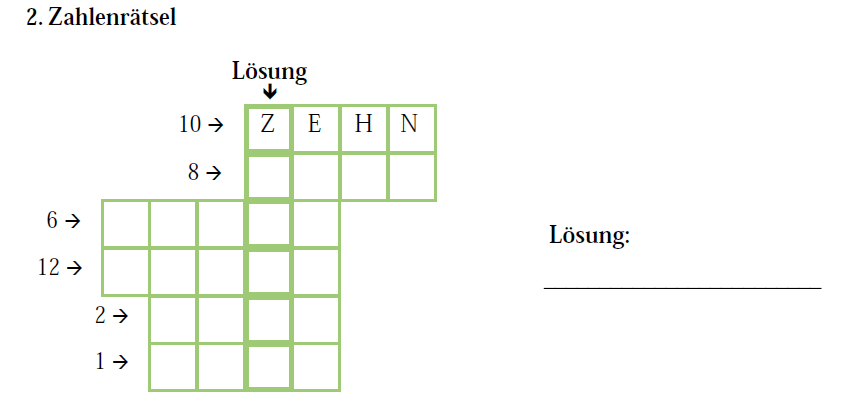 2. Zahlenrätsel
Lösung
10 → Z E H N
8 →
6 →
12 →
2 →
1 →
Lösung: